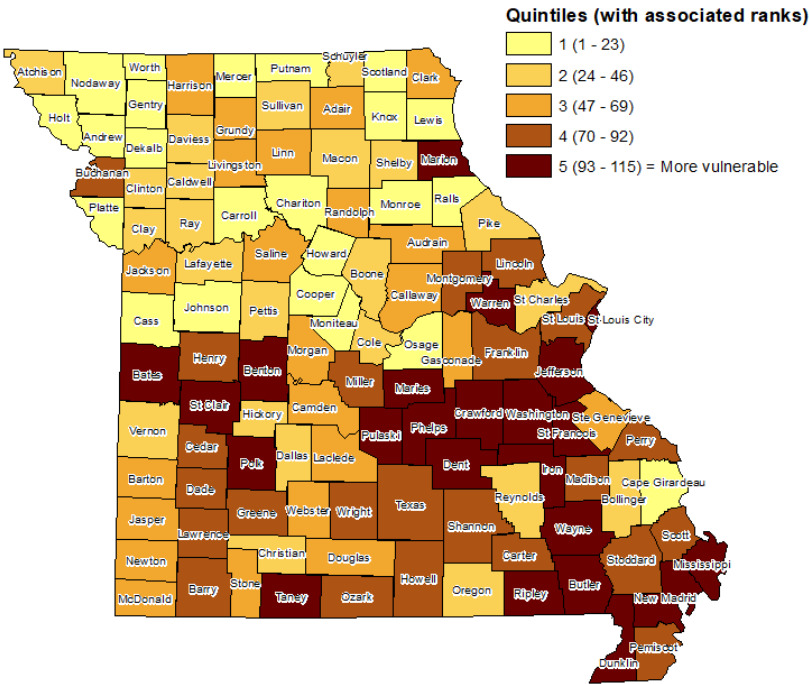 Quintiles (with associated ranks)
1 (1 - 23)
2 (24 - 46)
3 (47 - 69)
4 (70 - 92)
5 (93 - 115) = More vulnerable
Atchison
Nodaway
Worth
Harrison
Mercer
Putnam
Schuyler
Scotland
Clark
Holt
Andrew
Gentry
Dekalb
Daviess
Grundy
Sullivan
Adair
Knox
Lewis
Buchanan
Clinton
Caldwell
Livingston
Linn
Macon
Shelby
Marion
Platte
Clay
Ray
Carroll
Chariton
Randolph
Monroe
Ralls
Pike
Jackson
Lafayette
Saline
Howard
Boone
Audrain
Callaway
Montgomery
Lincoln
Warren
St Charles
St Louis
St Louis City
Cass
Johnson
Pettis
Cooper
Moniteau
Cole
Osage
Gasconade
Franklin
Jefferson
Bates
Henry
Benton
Morgan
Miller
Maries
St Clair
Hickory
Camden
Pulaski
Phelps
Crawford
Washington
Ste Genevieve
St Francois
Perry
Vernon
Cedar
Polk
Dallas
Laclede
Dent
Iron
Madison
Cape Girardeau
Bollinger
Barton
Dade
Reynolds
Jasper
Greene
Webster
Wright
Texas
Shannon
Wayne
Scott
Lawrence
Christian
Douglas
Carter
Stoddard
Mississippi
Newton
Stone
Howell
Oregon
Ripley
Butler
New Madrid
McDonald
Barry
Taney
Ozark
Pemiscot
Dunklin